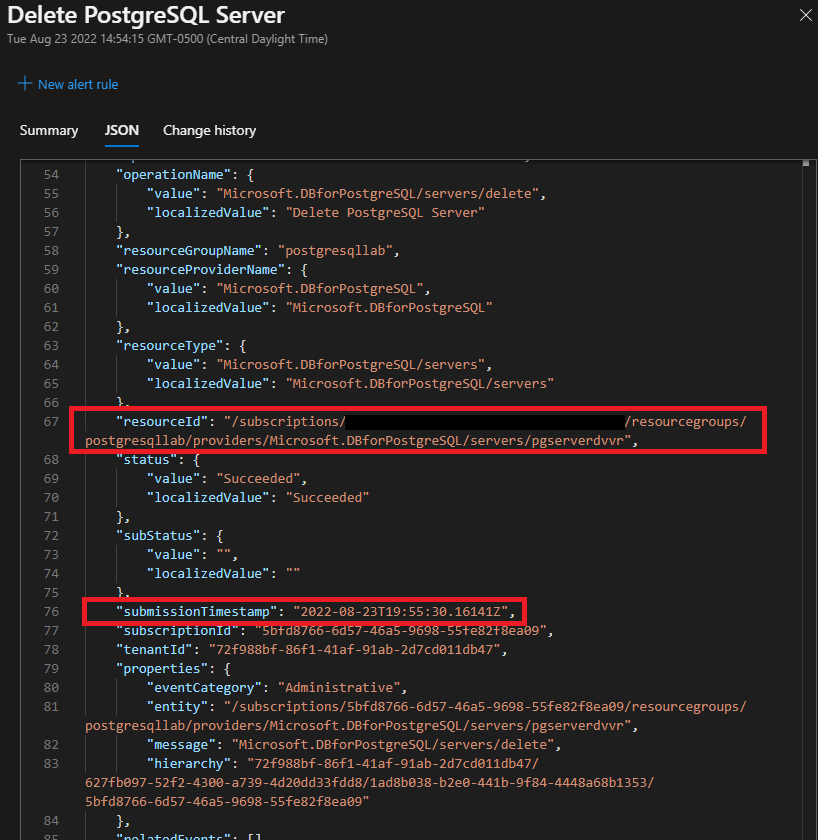 Delete PostgreSQL Server
Tue Aug 23 2022 14:54:15 GMT-0500 (Central Daylight Time)
New alert rule
Summary JSON Change history
54 "operationName": {
55 "value": "Microsoft.DBforPostgreSQL/servers/delete",
56 "localizedValue": "Delete PostgreSQL Server"
57 },
58 "resourceGroupName": "postgresqllab",
59 "resourceProviderName": {
60 "value": "Microsoft.DBforPostgreSQL",
61 "localizedValue": "Microsoft.DBforPostgreSQL"
62 },
63 "resourceType": {
64 "value": "Microsoft.DBforPostgreSQL/servers",
65 "localizedValue": "Microsoft.DBforPostgreSQL/servers"
66 },
67 "resourceId": "/subscriptions/ /resourcegroups/
postgresqllab/providers/Microsoft.DBforPostgreSQL/servers/pgserverdvvr",
68 "status": {
69 "value": "Succeeded",
70 "localizedValue": "Succeeded"
71 },
72 "subStatus": {
73 "value": "",
74 "localizedValue": ""
75 },
76 "submissionTimestamp": "2022-08-23T19:55:30.16141Z",
77 "subscriptionId": "5bfd8766-6d57-46a5-9698-55fe82f8ea09",
78 "tenantId": "72f988bf-86f1-41af-91ab-2d7cd011db47",
79 "properties": {
80 "eventCategory": "Administrative",
81 "entity": "/subscriptions/5bfd8766-6d57-46a5-9698-55fe82f8ea09/resourcegroups/
postgresqllab/providers/Microsoft.DBforPostgreSQL/servers/pgserverdvvr",
82 "message": "Microsoft.DBforPostgreSQL/servers/delete",
83 "hierarchy": "72f988bf-86f1-41af-91ab-2d7cd011db47/
627fb097-52f2-4300-a739-4d20dd33fdd8/1ad8b038-b2e0-441b-9f84-4448a68b1353/
5bfd8766-6d57-46a5-9698-55fe82f8ea09"
84 },
85 "relatedEvents": []